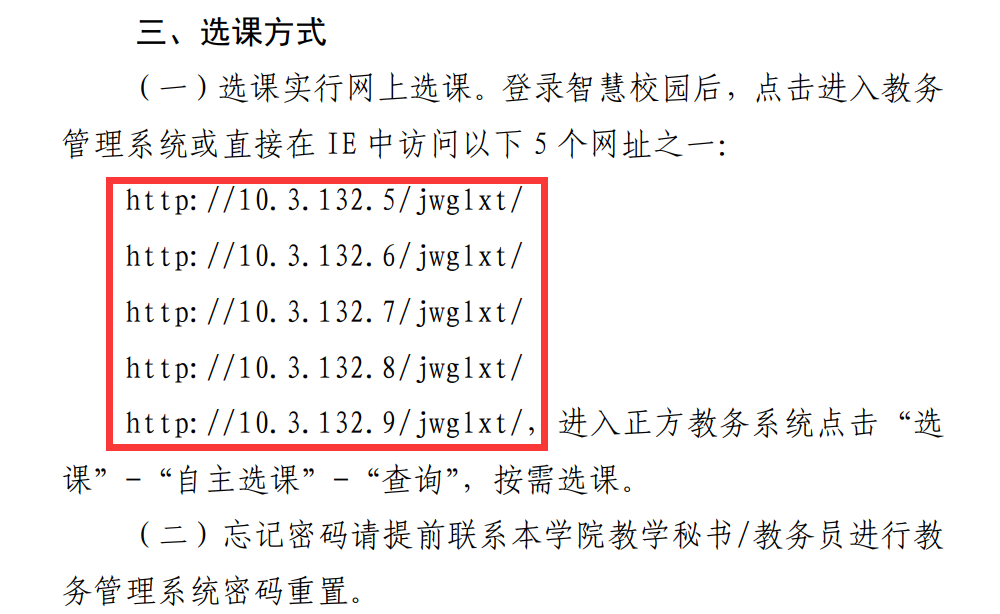 三、选课方式
（一）选课实行网上选课。登录智慧校园后，点击进入教务
管理系统或直接在 IE 中访问以下 5 个网址之一：
http://10.3.132.5/jwglxt/
http://10.3.132.6/jwglxt/
http://10.3.132.7/jwglxt/
http://10.3.132.8/jwglxt/
http://10.3.132.9/jwglxt/，进入正方教务系统点击“选
课”-“自主选课”-“查询”，按需选课。
（二）忘记密码请提前联系本学院教学秘书/教务员进行教
务管理系统密码重置。